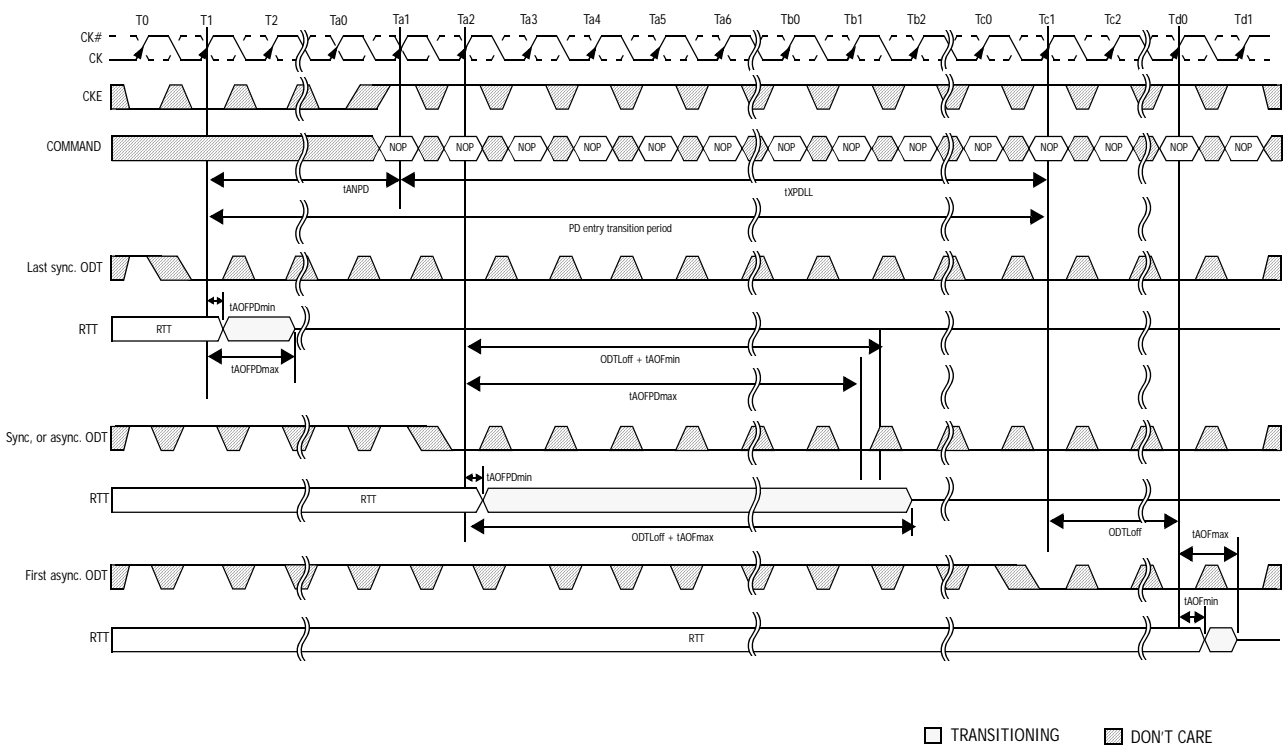 T0 T1 T2 Ta0 Ta1 Ta2 Ta3 Ta4 Ta5 Ta6 Tb0 Tb1 Tb2 Tc0 Tc1 Tc2 Td0 Td1
CK#
CK
CKE
COMMAND NOP NOP NOP NOP NOP NOP NOP NOP NOP NOP NOP NOP NOP NOP
tANPD tXPDLL
PD entry transition period
Last sync. ODT
tAOFPDmin
RTT RTT
ODTLoff + tAOFmin
tAOFPDmax
tAOFPDmax
Sync, or async. ODT
tAOFPDmin
RTT RTT
ODTLoff + tAOFmax
ODTLoff
tAOFmax
First async. ODT
tAOFmin
RTT RTT
TRANSITIONING DON'T CARE